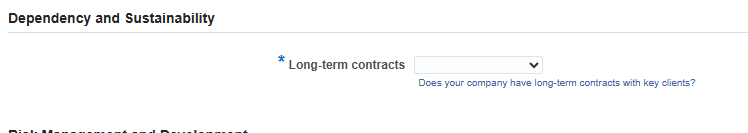 Dependency and Sustainability
* Long-term contracts
Does your company have long-term contracts with key clients?
Risk Management and Development